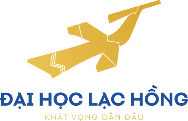 ĐẠI HỌC LẠC HỒNG
KHÁT VỌNG DẪN ĐẦU